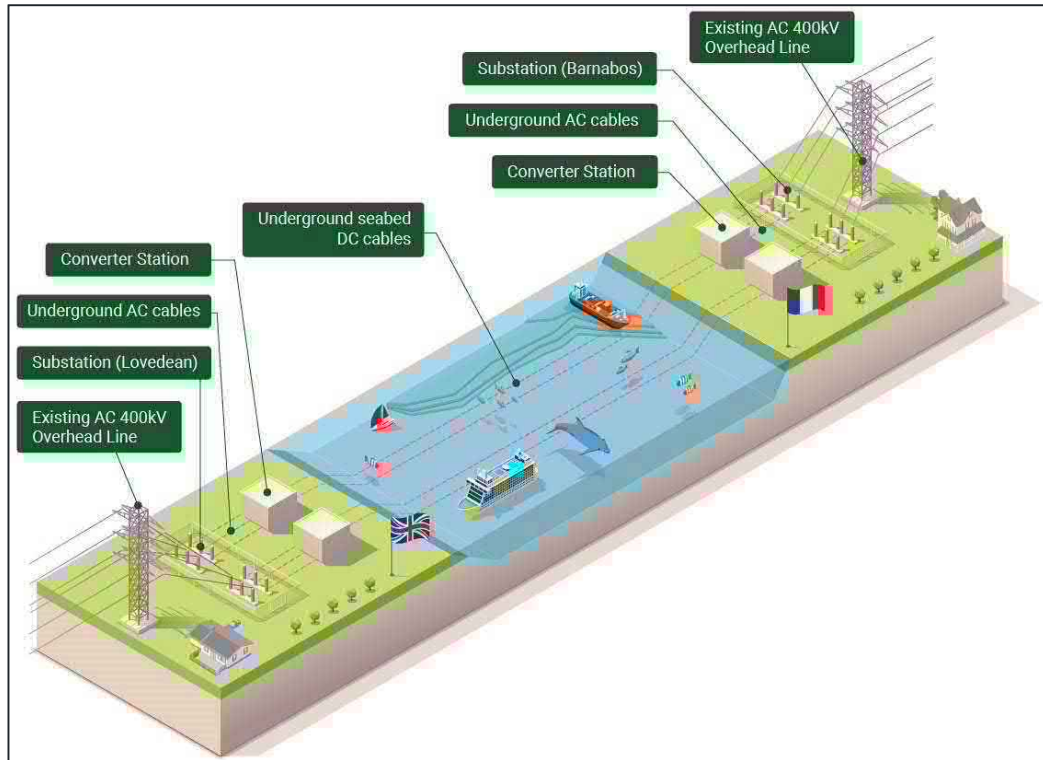 Existing AC 400kV
Overhead Line
Substation (Barnabos)
Underground AC cables
Converter Station
Underground seabed
DC cables
Converter Station
Underground AC cables
Substation (Lovedean)
Existing AC 400kV
Overhead Line